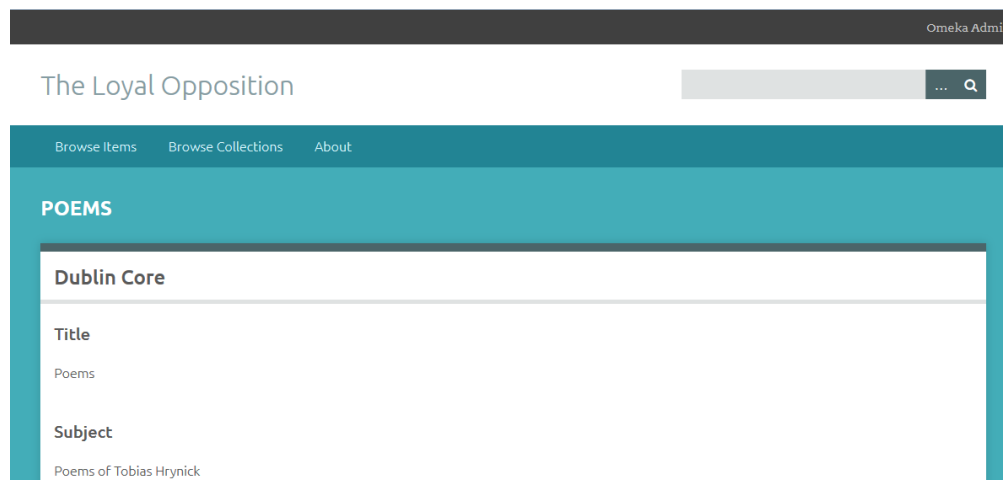 Omeka Admi
The Loyal Opposition
...
Browse Items Browse Collections About
POEMS
Dublin Core
Title
Poems
Subject
Poems of Tobias Hrynick